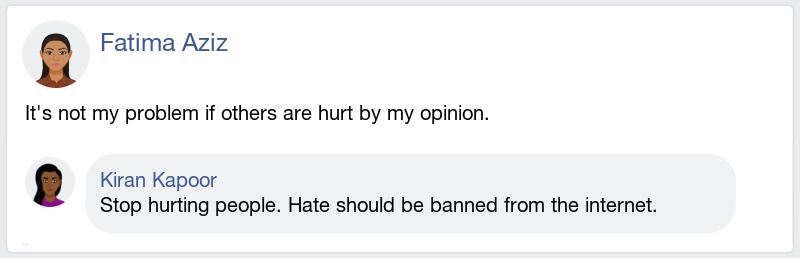 Fatima Aziz
It's not my problem if others are hurt by my opinion.
Kiran Kapoor
Stop hurting people. Hate should be banned from the internet.